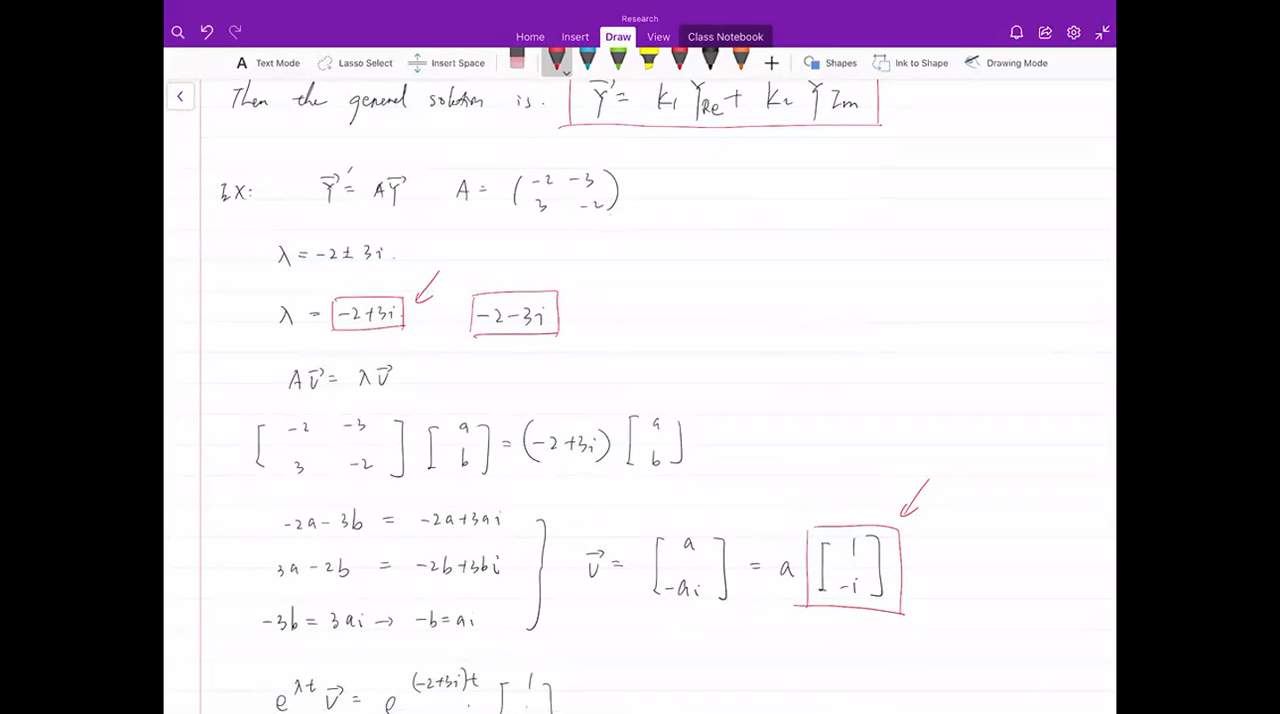 Research
Home Insert Draw View Class Notebook
A Text Mode Lasso Select Insert Space + Shapes Ink to Shape Drawing Mode
Then the general solution is. Y⃗' = k₁ Y_Re + k₂ Y Im
EX: Y⃗' = AY⃗ A = (-2 -3
3 -2)
λ = -2 ± 3i.
λ = -2+3i -2-3i
AV⃗ = λV⃗
[-2 -3
3 -2] [a
b] = (-2+3i) [a
b]
-2a-3b = -2a+3ai
3a-2b = -2b+3bi
-3b = 3ai → -b = ai
V⃗ = [a
-ai] = a [1
-i]
e^λt V⃗ = e^(-2+3i)t [1